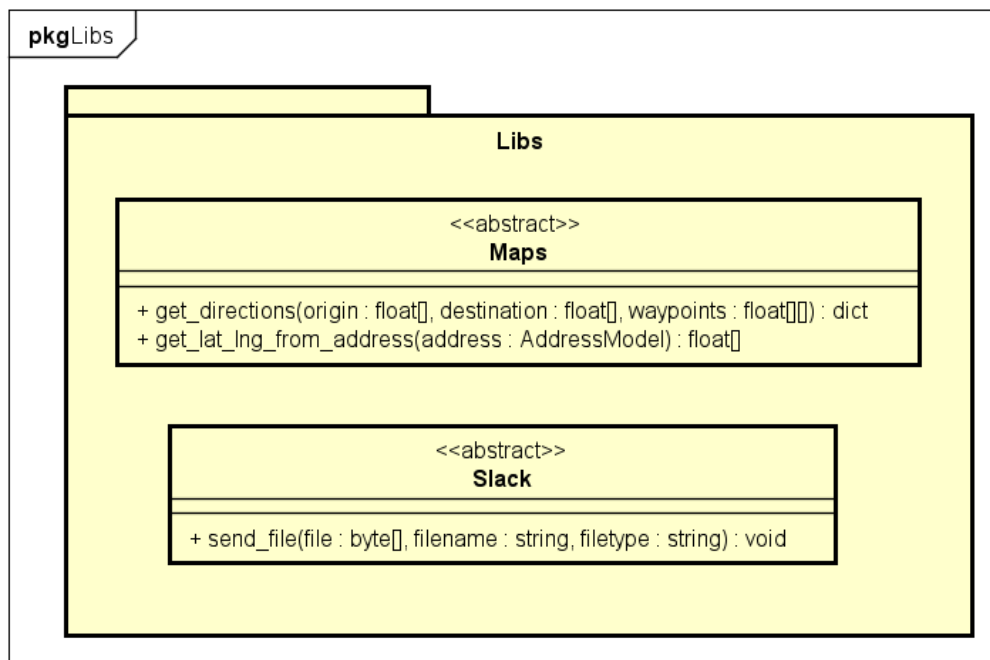 pkgLibs
Libs
<<abstract>>
Maps
+ get_directions(origin : float[], destination : float[], waypoints : float[][]) : dict
+ get_lat_lng_from_address(address : AddressModel) : float[]
<<abstract>>
Slack
+ send_file(file : byte[], filename : string, filetype : string) : void